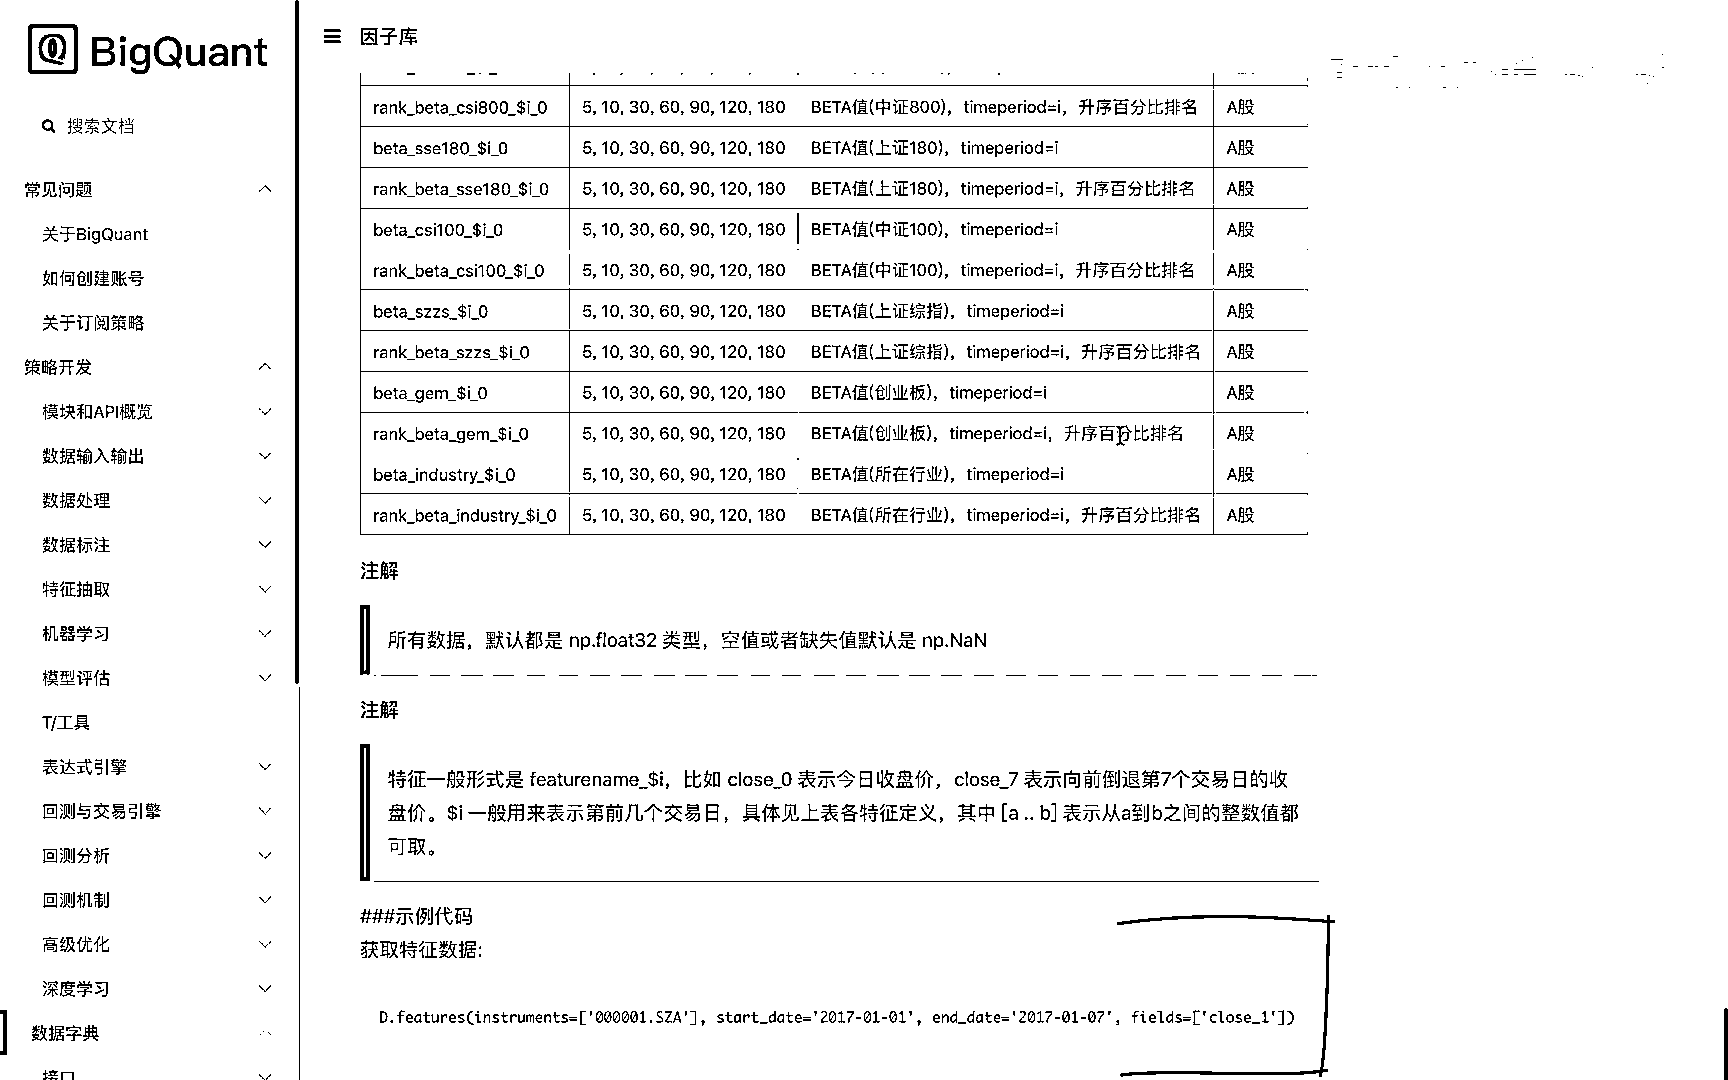 BigQuant
搜索文档
常见问题
关于BigQuant
如何创建账号
关于订阅策略
策略开发
模块和API概览
数据输入输出
数据处理
数据标注
特征抽取
机器学习
模型评估
T/工具
表达式引擎
回测与交易引擎
回测分析
回测机制
高级优化
深度学习
数据字典
接口
因子库
rank_beta_csi800_$i_0 5, 10, 30, 60, 90, 120, 180 BETA值(中证800)，timeperiod=i，升序百分比排名 A股
beta_sse180_$i_0 5, 10, 30, 60, 90, 120, 180 BETA值(上证180)，timeperiod=i A股
rank_beta_sse180_$i_0 5, 10, 30, 60, 90, 120, 180 BETA值(上证180)，timeperiod=i，升序百分比排名 A股
beta_csi100_$i_0 5, 10, 30, 60, 90, 120, 180 BETA值(中证100)，timeperiod=i A股
rank_beta_csi100_$i_0 5, 10, 30, 60, 90, 120, 180 BETA值(中证100)，timeperiod=i，升序百分比排名 A股
beta_szzs_$i_0 5, 10, 30, 60, 90, 120, 180 BETA值(上证综指)，timeperiod=i A股
rank_beta_szzs_$i_0 5, 10, 30, 60, 90, 120, 180 BETA值(上证综指)，timeperiod=i，升序百分比排名 A股
beta_gem_$i_0 5, 10, 30, 60, 90, 120, 180 BETA值(创业板)，timeperiod=i A股
rank_beta_gem_$i_0 5, 10, 30, 60, 90, 120, 180 BETA值(创业板)，timeperiod=i，升序百分比排名 A股
beta_industry_$i_0 5, 10, 30, 60, 90, 120, 180 BETA值(所在行业)，timeperiod=i A股
rank_beta_industry_$i_0 5, 10, 30, 60, 90, 120, 180 BETA值(所在行业)，timeperiod=i，升序百分比排名 A股
注解
所有数据，默认都是 np.float32 类型，空值或者缺失值默认是 np.NaN
注解
特征一般形式是 featurename_$i，比如 close_0 表示今日收盘价，close_7 表示向前倒退第7个交易日的收
盘价。$i 一般用来表示第前几个交易日，具体见上表各特征定义，其中 [a .. b] 表示从a到b之间的整数值都
可取。
###示例代码
获取特征数据:
D.features(instruments=['000001.SZA'], start_date='2017-01-01', end_date='2017-01-07', fields=['close_1'])